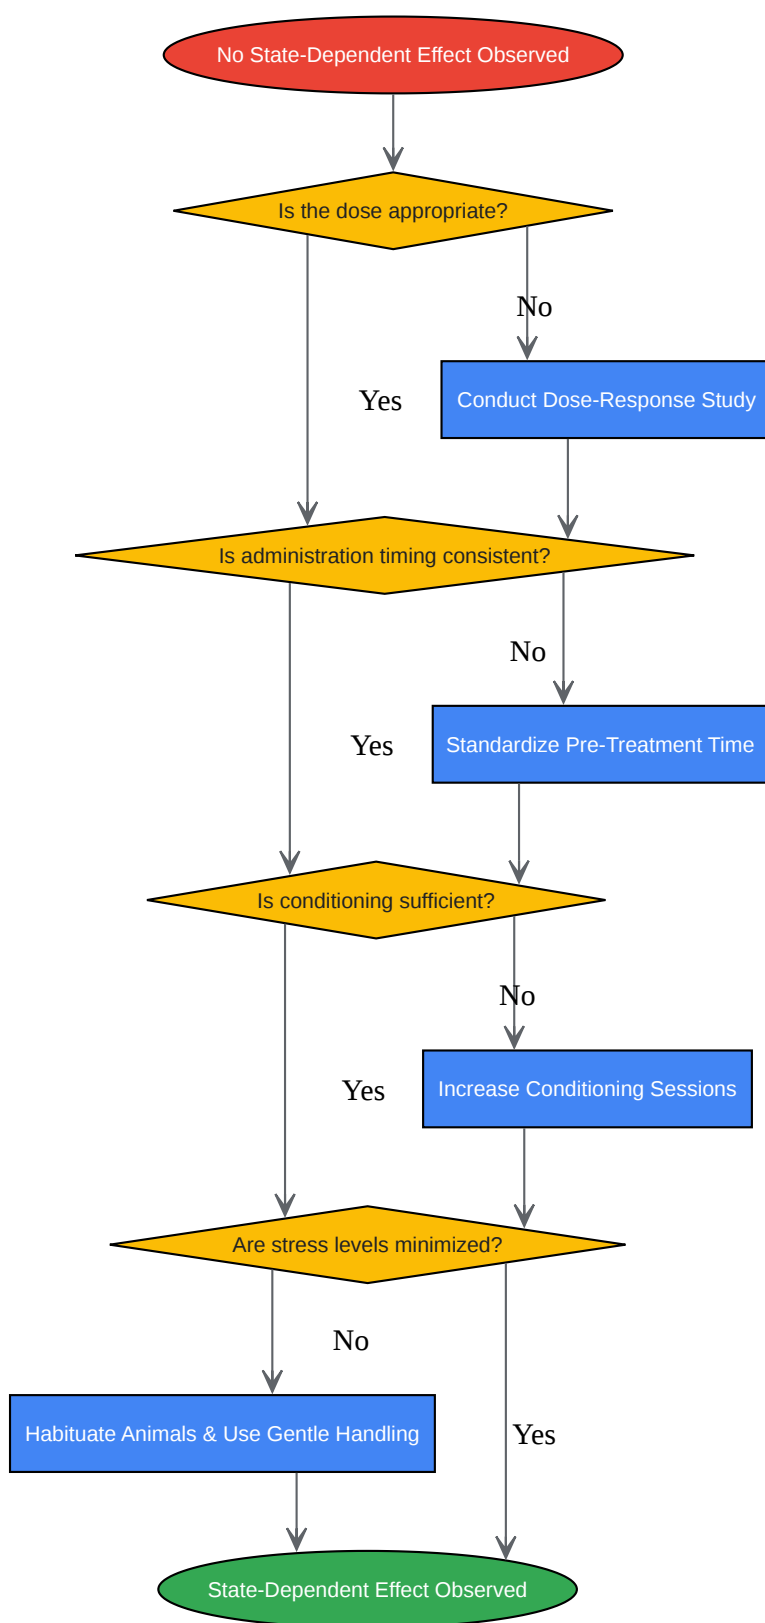 No State-Dependent Effect Observed
Is the dose appropriate?
No
Yes
Conduct Dose-Response Study
Is administration timing consistent?
No
Yes
Standardize Pre-Treatment Time
Is conditioning sufficient?
No
Yes
Increase Conditioning Sessions
Are stress levels minimized?
No
Habituate Animals & Use Gentle Handling
Yes
State-Dependent Effect Observed